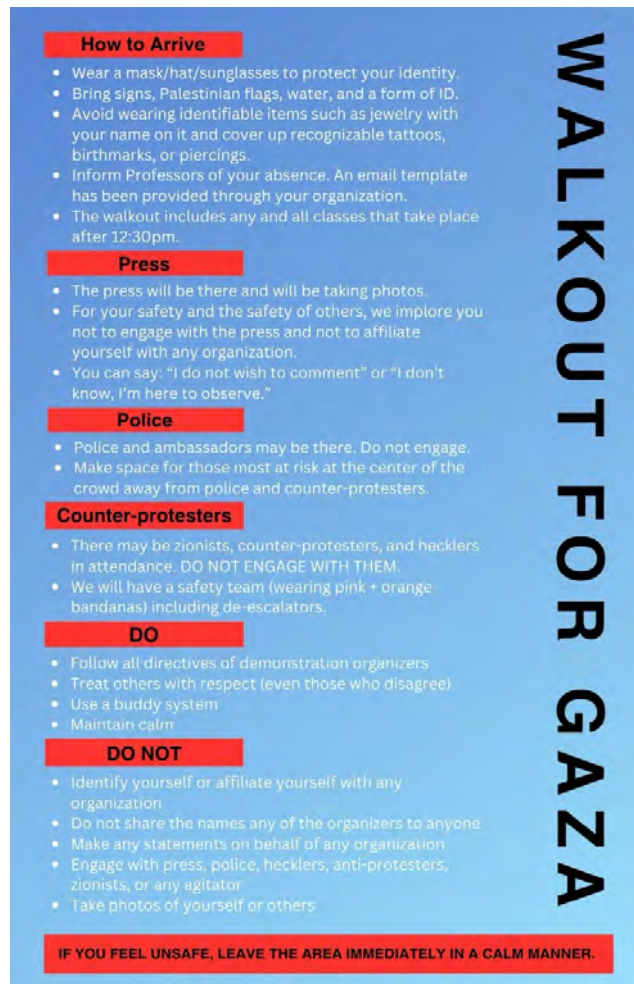 How to Arrive
• Wear a mask/hat/sunglasses to protect your identity.
• Bring signs, Palestinian flags, water, and a form of ID.
• Avoid wearing identifiable items such as jewelry with
your name on it and cover up recognizable tattoos,
birthmarks, or piercings.
• Inform Professors of your absence. An email template
has been provided through your organization.
• The walkout includes any and all classes that take place
after 12:30pm.
Press
• The press will be there and will be taking photos.
• For your safety and the safety of others, we implore you
not to engage with the press and not to affiliate
yourself with any organization.
• You can say: “I do not wish to comment” or “I don't
know, I'm here to observe.”
Police
• Police and ambassadors may be there. Do not engage.
• Make space for those most at risk at the center of the
crowd away from police and counter-protesters.
Counter-protesters
• There may be zionists, counter-protesters, and hecklers
in attendance. DO NOT ENGAGE WITH THEM.
• We will have a safety team (wearing pink + orange
bandanas) including de-escalators.
DO
• Follow all directives of demonstration organizers
• Treat others with respect (even those who disagree)
• Use a buddy system
• Maintain calm
DO NOT
• Identify yourself or affiliate yourself with any
organization
• Do not share the names any of the organizers to anyone
• Make any statements on behalf of any organization
• Engage with press, police, hecklers, anti-protesters,
zionists, or any agitator
• Take photos of yourself or others
IF YOU FEEL UNSAFE, LEAVE THE AREA IMMEDIATELY IN A CALM MANNER.
WALKOUT FOR GAZA